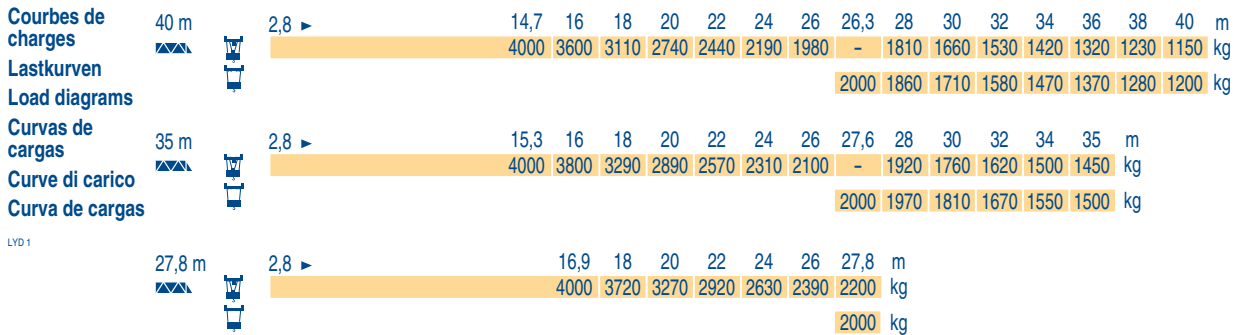 Courbes de
charges
Lastkurven
Load diagrams
Curvas de
cargas
Curve di carico
Curva de cargas
LYD 1
40 m 2,8 ► 14,7 16 18 20 22 24 26 26,3 28 30 32 34 36 38 40 m
4000 3600 3110 2740 2440 2190 1980 – 1810 1660 1530 1420 1320 1230 1150 kg
2000 1860 1710 1580 1470 1370 1280 1200 kg
35 m 2,8 ► 15,3 16 18 20 22 24 26 27,6 28 30 32 34 35 m
4000 3800 3290 2890 2570 2310 2100 – 1920 1760 1620 1500 1450 kg
2000 1970 1810 1670 1550 1500 kg
27,8 m 2,8 ► 16,9 18 20 22 24 26 27,8 m
4000 3720 3270 2920 2630 2390 2200 kg
2000 kg